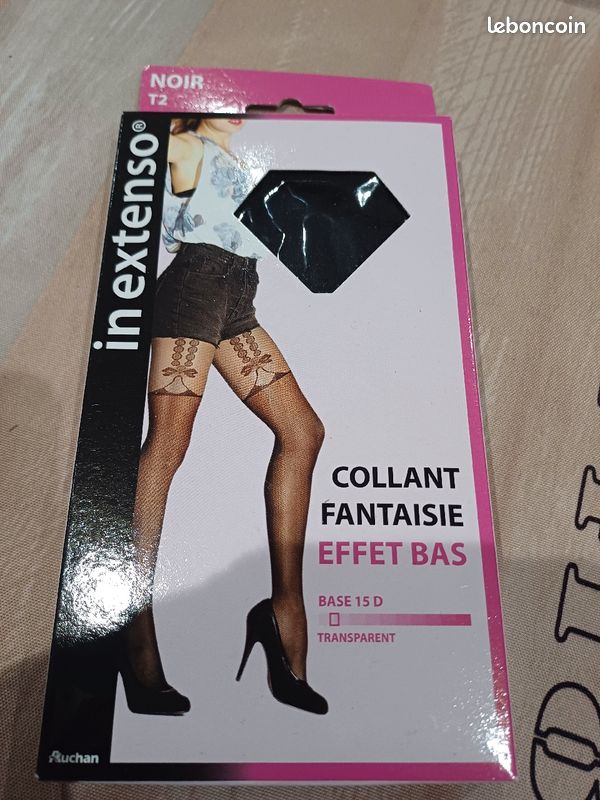 leboncoin
NOIR
T2
in extenso®
COLLANT
FANTAISIE
EFFET BAS
BASE 15 D
TRANSPARENT
Auchan